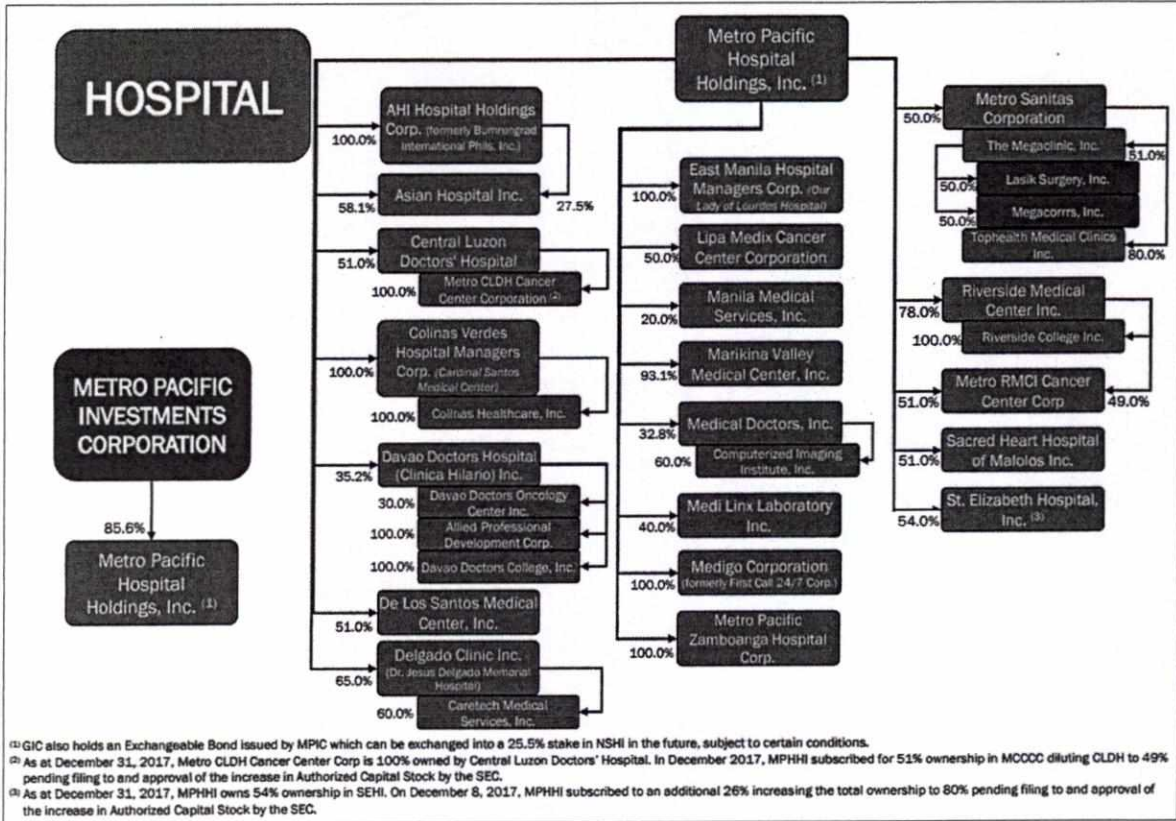 HOSPITAL
Metro Pacific
Hospital
Holdings, Inc. (1)
AHI Hospital Holdings
Corp. (formerly Bumrungrad
International Phils. Inc.)
100.0%
Asian Hospital Inc.
58.1%
27.5%
Central Luzon
Doctors' Hospital
51.0%
Metro CLDH Cancer
Center Corporation (2)
100.0%
Colinas Verdes
Hospital Managers
Corp. (Cardinal Santos
Medical Center)
100.0%
Colinas Healthcare, Inc.
100.0%
Davao Doctors Hospital
(Clinica Hilario) Inc.
35.2%
Davao Doctors Oncology
Center Inc.
30.0%
Allied Professional
Development Corp.
100.0%
Davao Doctors College, Inc.
100.0%
De Los Santos Medical
Center, Inc.
51.0%
Delgado Clinic Inc.
(Dr. Jesus Delgado Memorial
Hospital)
65.0%
Caretech Medical
Services, Inc.
60.0%
METRO PACIFIC
INVESTMENTS
CORPORATION
85.6%
Metro Pacific
Hospital
Holdings, Inc. (1)
East Manila Hospital
Managers Corp. (Our
Lady of Lourdes Hospital)
100.0%
Lipa Medix Cancer
Center Corporation
50.0%
Manila Medical
Services, Inc.
20.0%
Marikina Valley
Medical Center, Inc.
93.1%
Medical Doctors, Inc.
32.8%
Computerized Imaging
Institute, Inc.
60.0%
Medi Linx Laboratory
Inc.
40.0%
Medigo Corporation
(formerly First Call 24/7 Corp.)
100.0%
Metro Pacific
Zamboanga Hospital
Corp.
100.0%
Metro Sanitas
Corporation
50.0%
The Megaclinic, Inc.
51.0%
Lasik Surgery, Inc.
50.0%
Megacorrrs, Inc.
50.0%
Tophealth Medical Clinics
Inc.
80.0%
Riverside Medical
Center Inc.
78.0%
Riverside College Inc.
100.0%
Metro RMCI Cancer
Center Corp
51.0%
49.0%
Sacred Heart Hospital
of Malolos Inc.
51.0%
St. Elizabeth Hospital,
Inc. (3)
54.0%
(1) GIC also holds an Exchangeable Bond issued by MPIC which can be exchanged into a 25.5% stake in NSHI in the future, subject to certain conditions.
(2) As at December 31, 2017, Metro CLDH Cancer Center Corp is 100% owned by Central Luzon Doctors' Hospital. In December 2017, MPHHI subscribed for 51% ownership in MCCCC diluting CLDH to 49%
pending filing to and approval of the increase in Authorized Capital Stock by the SEC.
(3) As at December 31, 2017, MPHHI owns 54% ownership in SEHI. On December 8, 2017, MPHHI subscribed to an additional 26% increasing the total ownership to 80% pending filing to and approval of
the increase in Authorized Capital Stock by the SEC.